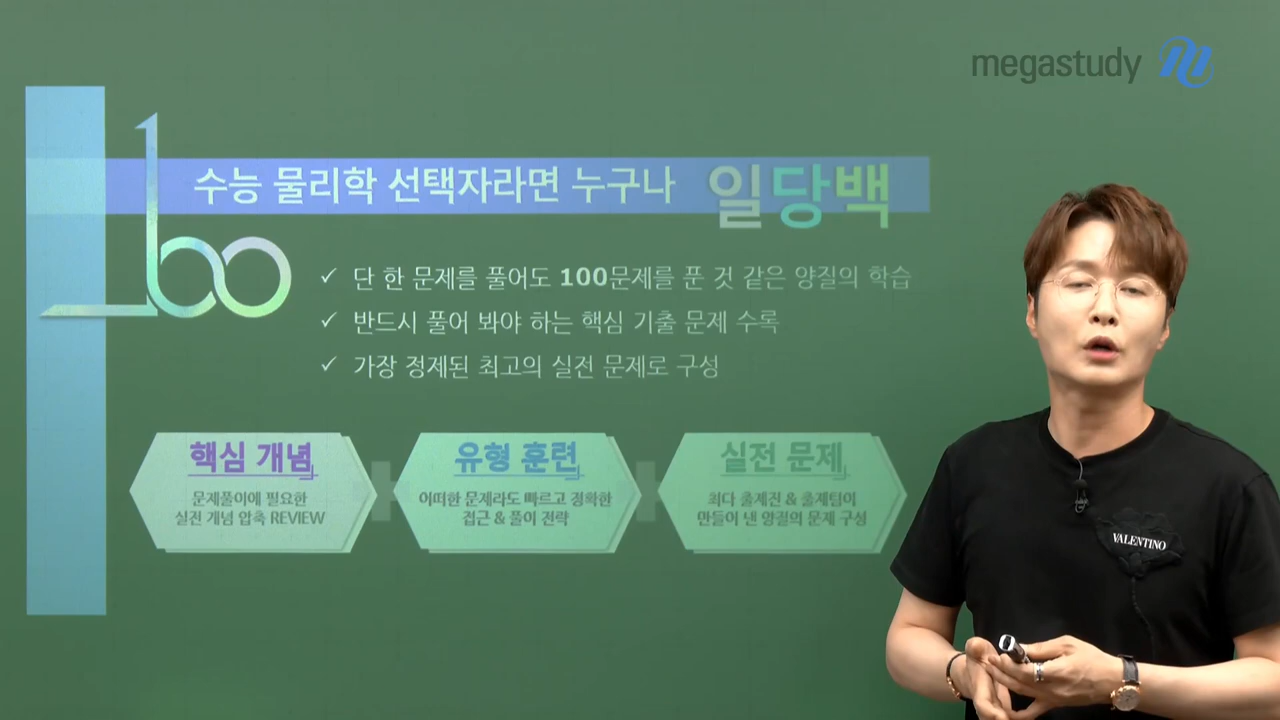 megastudy
수능 물리학 선택자라면 누구나 일당백
✓ 단 한 문제를 풀어도 100문제를 푼 것 같은 양질의 학습
✓ 반드시 풀어 봐야 하는 핵심 기출 문제 수록
✓ 가장 정제된 최고의 실전 문제로 구성
핵심 개념
문제풀이에 필요한
실전 개념 압축 REVIEW
유형 훈련
어떠한 문제라도 빠르고 정확한
접근 & 풀이 전략
실전 문제
최다 출제진 & 출제팀이
만들어 낸 양질의 문제 구성
VALENTINO